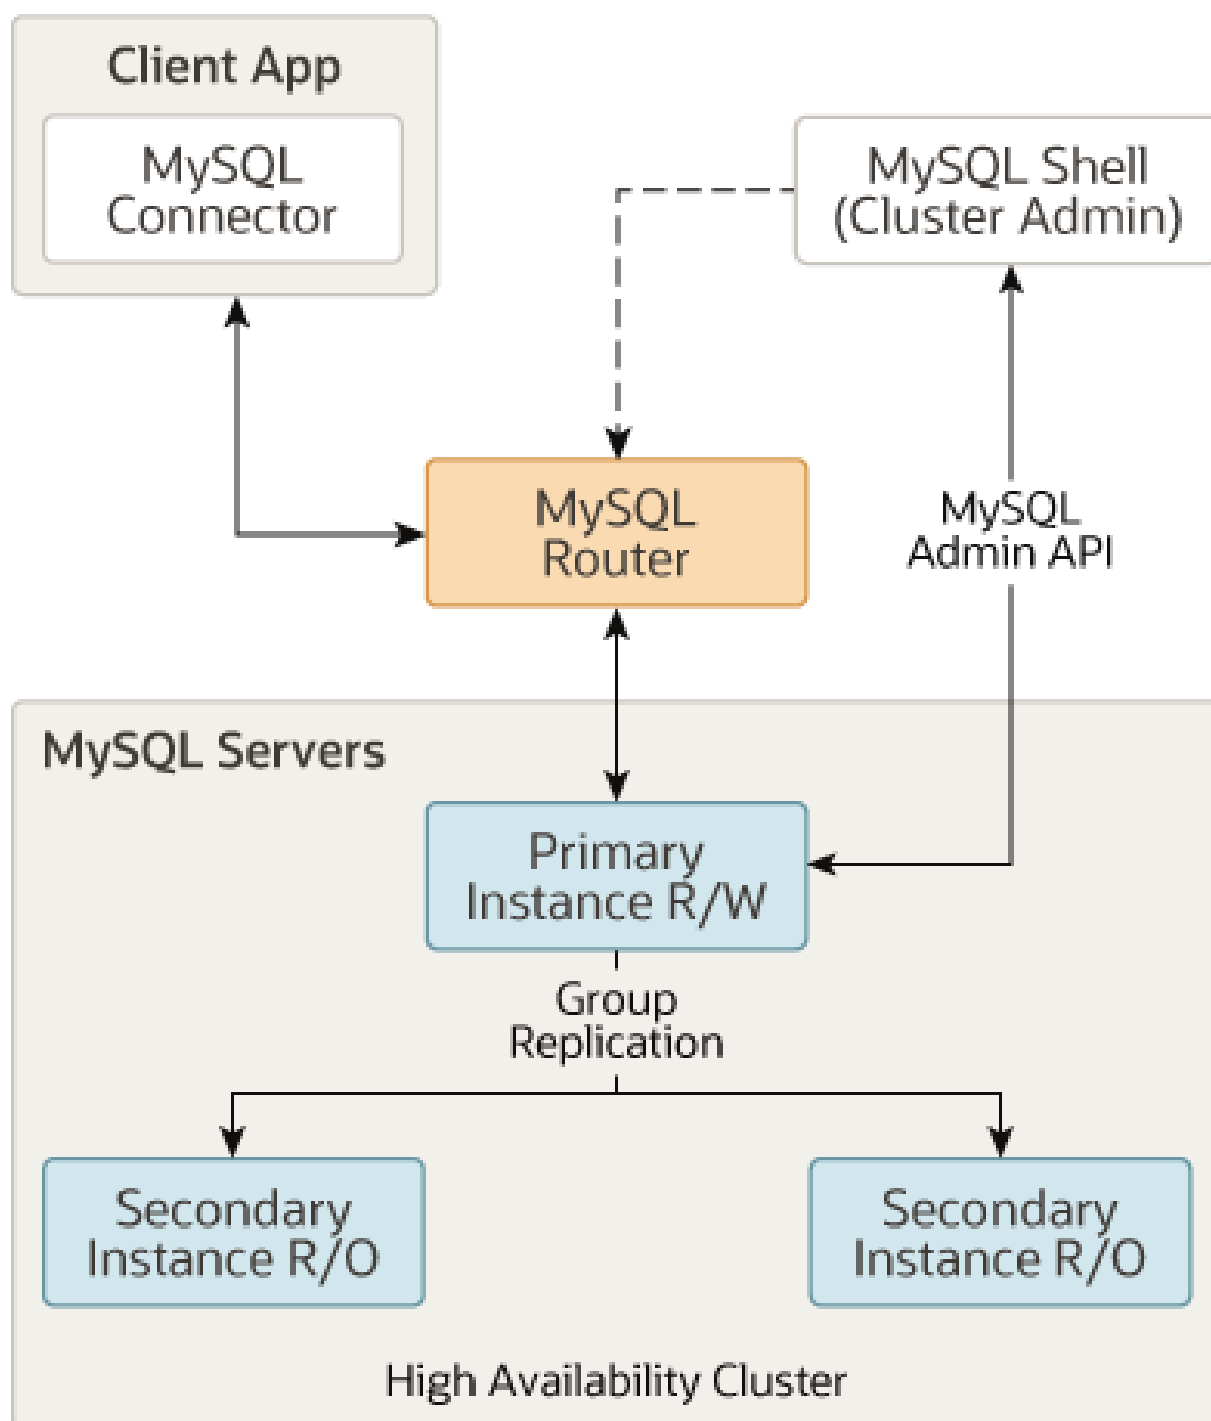 Client App
MySQL
Connector
MySQL Shell
(Cluster Admin)
MySQL
Router
MySQL
Admin API
MySQL Servers
Primary
Instance R/W
Group
Replication
Secondary
Instance R/O
Secondary
Instance R/O
High Availability Cluster